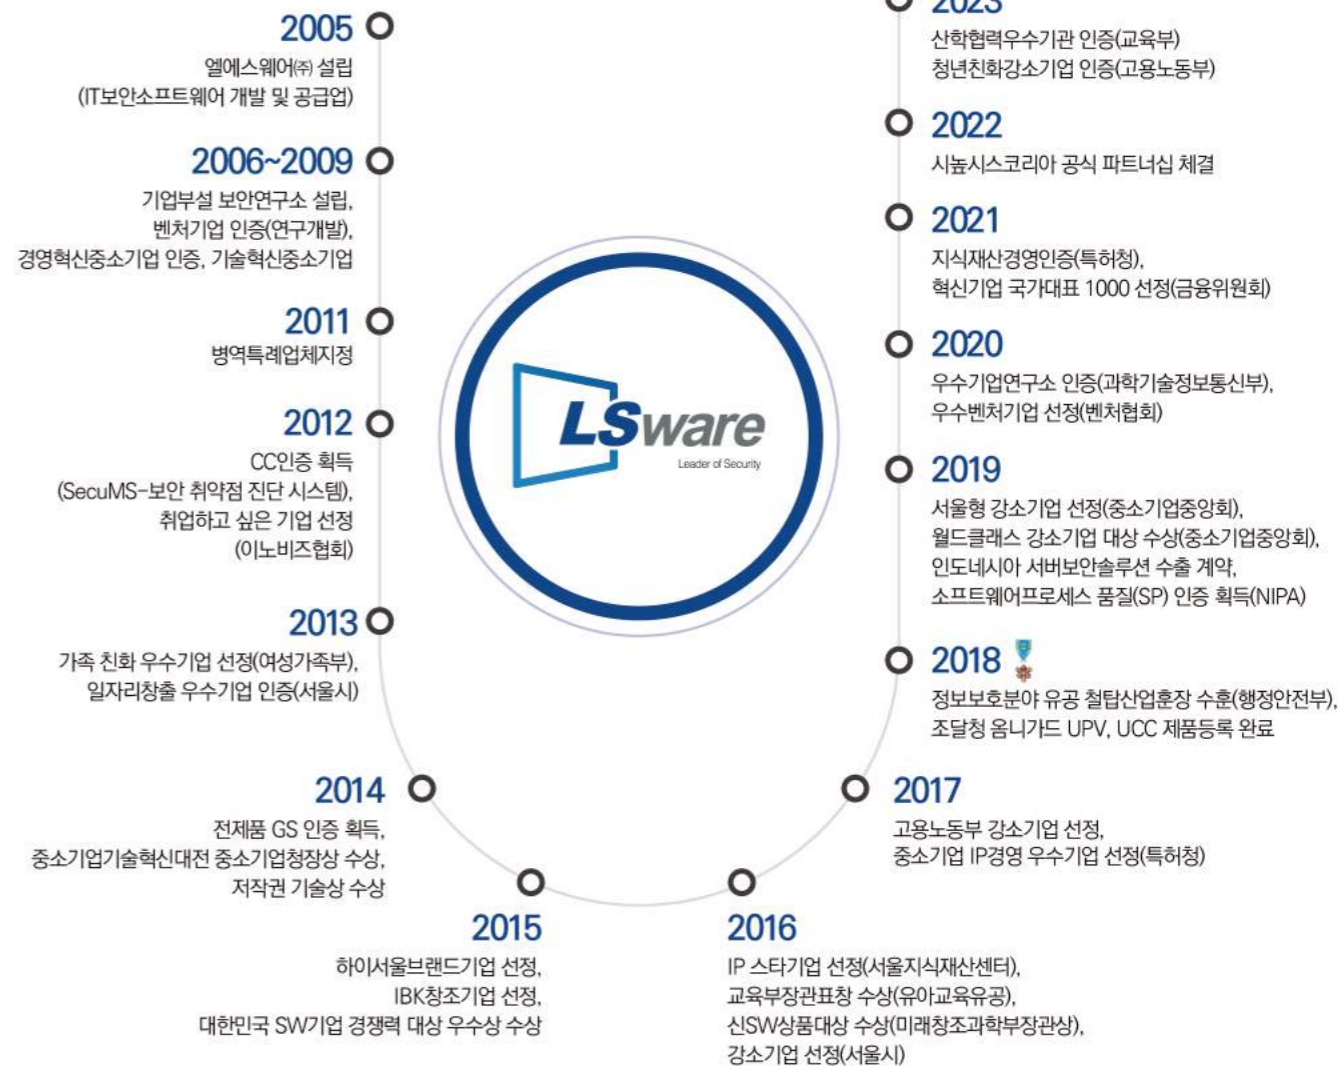 2005
엘에스웨어㈜ 설립
(IT보안소프트웨어 개발 및 공급업)
2006~2009
기업부설 보안연구소 설립,
벤처기업 인증(연구개발),
경영혁신중소기업 인증, 기술혁신중소기업
2011
병역특례업체지정
2012
CC인증 획득
(SecuMS-보안 취약점 진단 시스템),
취업하고 싶은 기업 선정
(이노비즈협회)
2013
가족 친화 우수기업 선정(여성가족부),
일자리창출 우수기업 인증(서울시)
2014
전제품 GS 인증 획득,
중소기업기술혁신대전 중소기업청장상 수상,
저작권 기술상 수상
2015
하이서울브랜드기업 선정,
IBK창조기업 선정,
대한민국 SW기업 경쟁력 대상 우수상 수상
LSware
Leader of Security
2023
산학협력우수기관 인증(교육부)
청년친화강소기업 인증(고용노동부)
2022
시높시스코리아 공식 파트너십 체결
2021
지식재산경영인증(특허청),
혁신기업 국가대표 1000 선정(금융위원회)
2020
우수기업연구소 인증(과학기술정보통신부),
우수벤처기업 선정(벤처협회)
2019
서울형 강소기업 선정(중소기업중앙회),
월드클래스 강소기업 대상 수상(중소기업중앙회),
인도네시아 서버보안솔루션 수출 계약,
소프트웨어프로세스 품질(SP) 인증 획득(NIPA)
2018
정보보호분야 유공 철탑산업훈장 수훈(행정안전부),
조달청 옴니가드 UPV, UCC 제품등록 완료
2017
고용노동부 강소기업 선정,
중소기업 IP경영 우수기업 선정(특허청)
2016
IP 스타기업 선정(서울지식재산센터),
교육부장관표창 수상(유아교육유공),
신SW상품대상 수상(미래창조과학부장관상),
강소기업 선정(서울시)